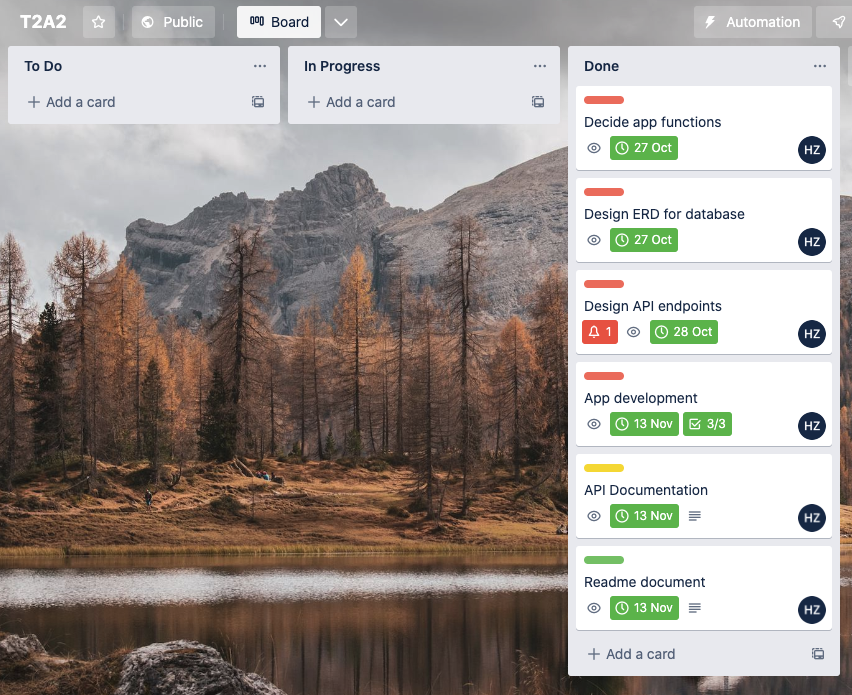 T2A2 Public Board Automation
To Do
Add a card
In Progress
Add a card
Done
Decide app functions
27 Oct HZ
Design ERD for database
27 Oct HZ
Design API endpoints
1 28 Oct HZ
App development
13 Nov 3/3 HZ
API Documentation
13 Nov HZ
Readme document
13 Nov HZ
Add a card